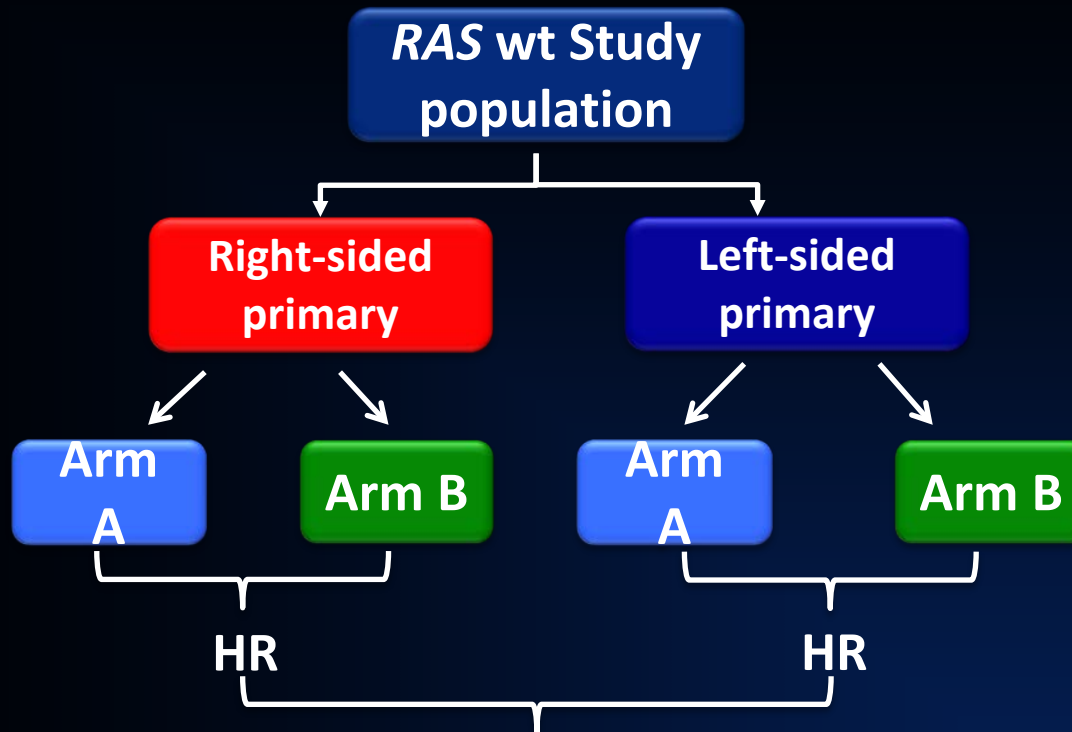 RAS wt Study
population
Right-sided
primary
Left-sided
primary
Arm
A
Arm B
Arm
A
Arm B
HR
HR